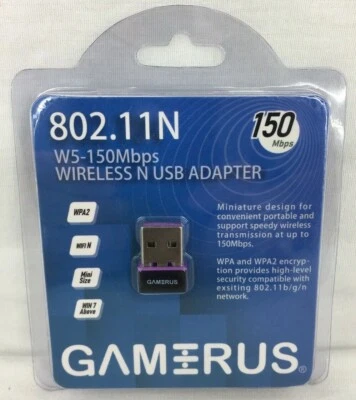 802.11N
150
Mbps
W5-150Mbps
WIRELESS N USB ADAPTER
WPA2
WIFI N
Mini
Size
WIN 7
Above
Miniature design for
convenient portable and
support speedy wireless
transmission at up to
150Mbps.
WPA and WPA2 encryp-
tion provides high-level
security compatible with
exsiting 802.11b/g/n
network.
GAMERUS
GAMERUS®